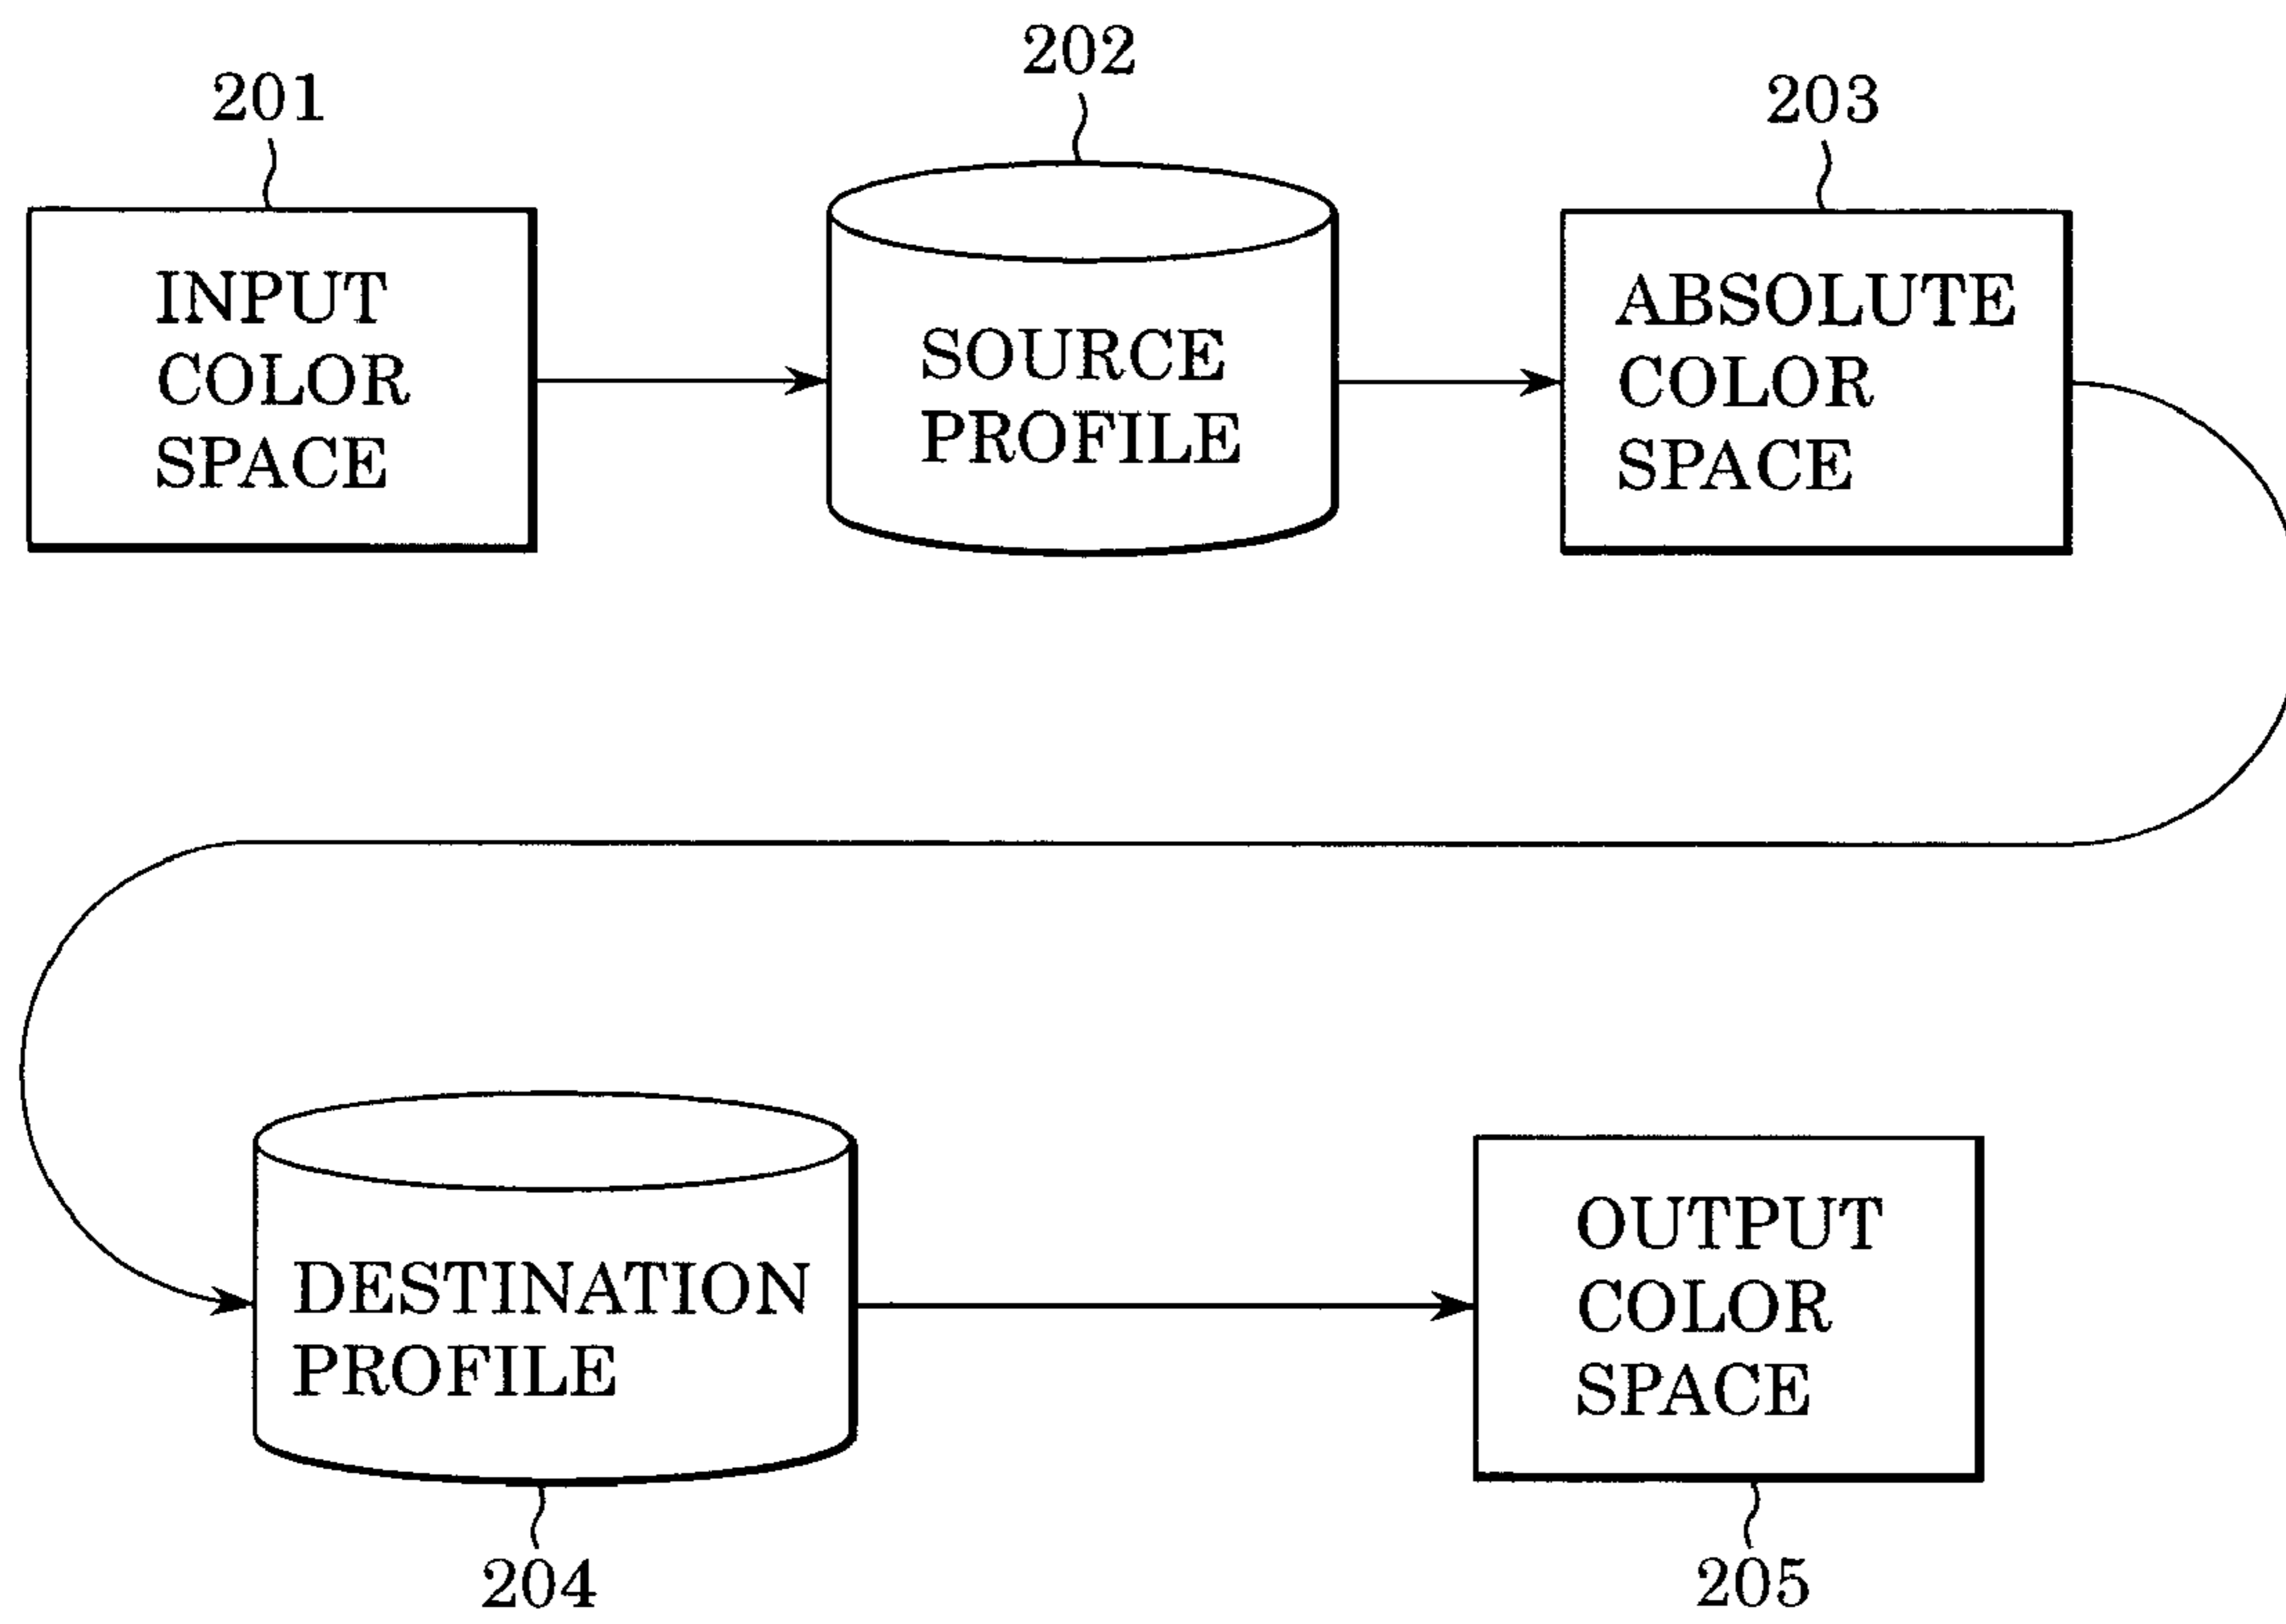 201
202
203
INPUT
COLOR
SPACE
SOURCE
PROFILE
ABSOLUTE
COLOR
SPACE
DESTINATION
PROFILE
OUTPUT
COLOR
SPACE
204
205